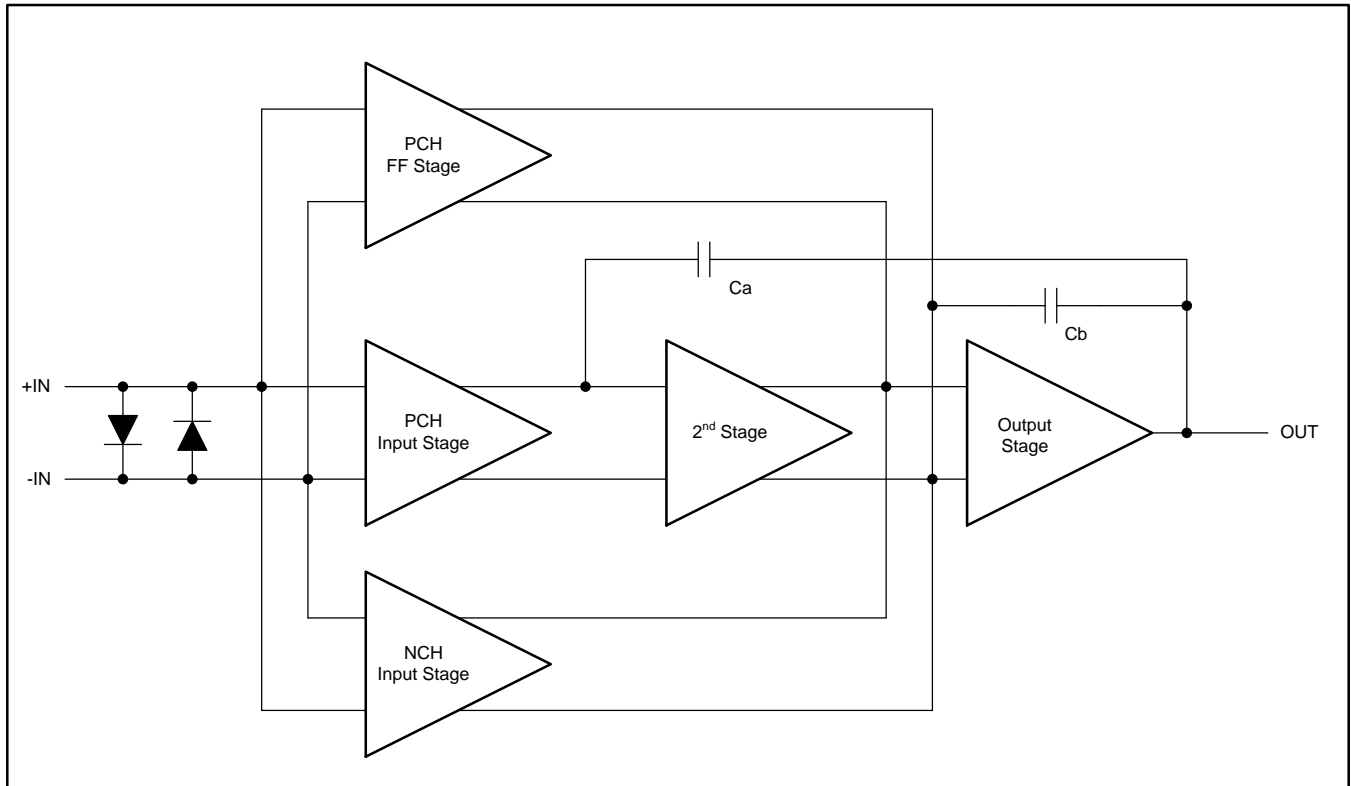 PCH
FF Stage
Ca
Cb
+IN
-IN
PCH
Input Stage
2nd Stage
Output
Stage
OUT
NCH
Input Stage